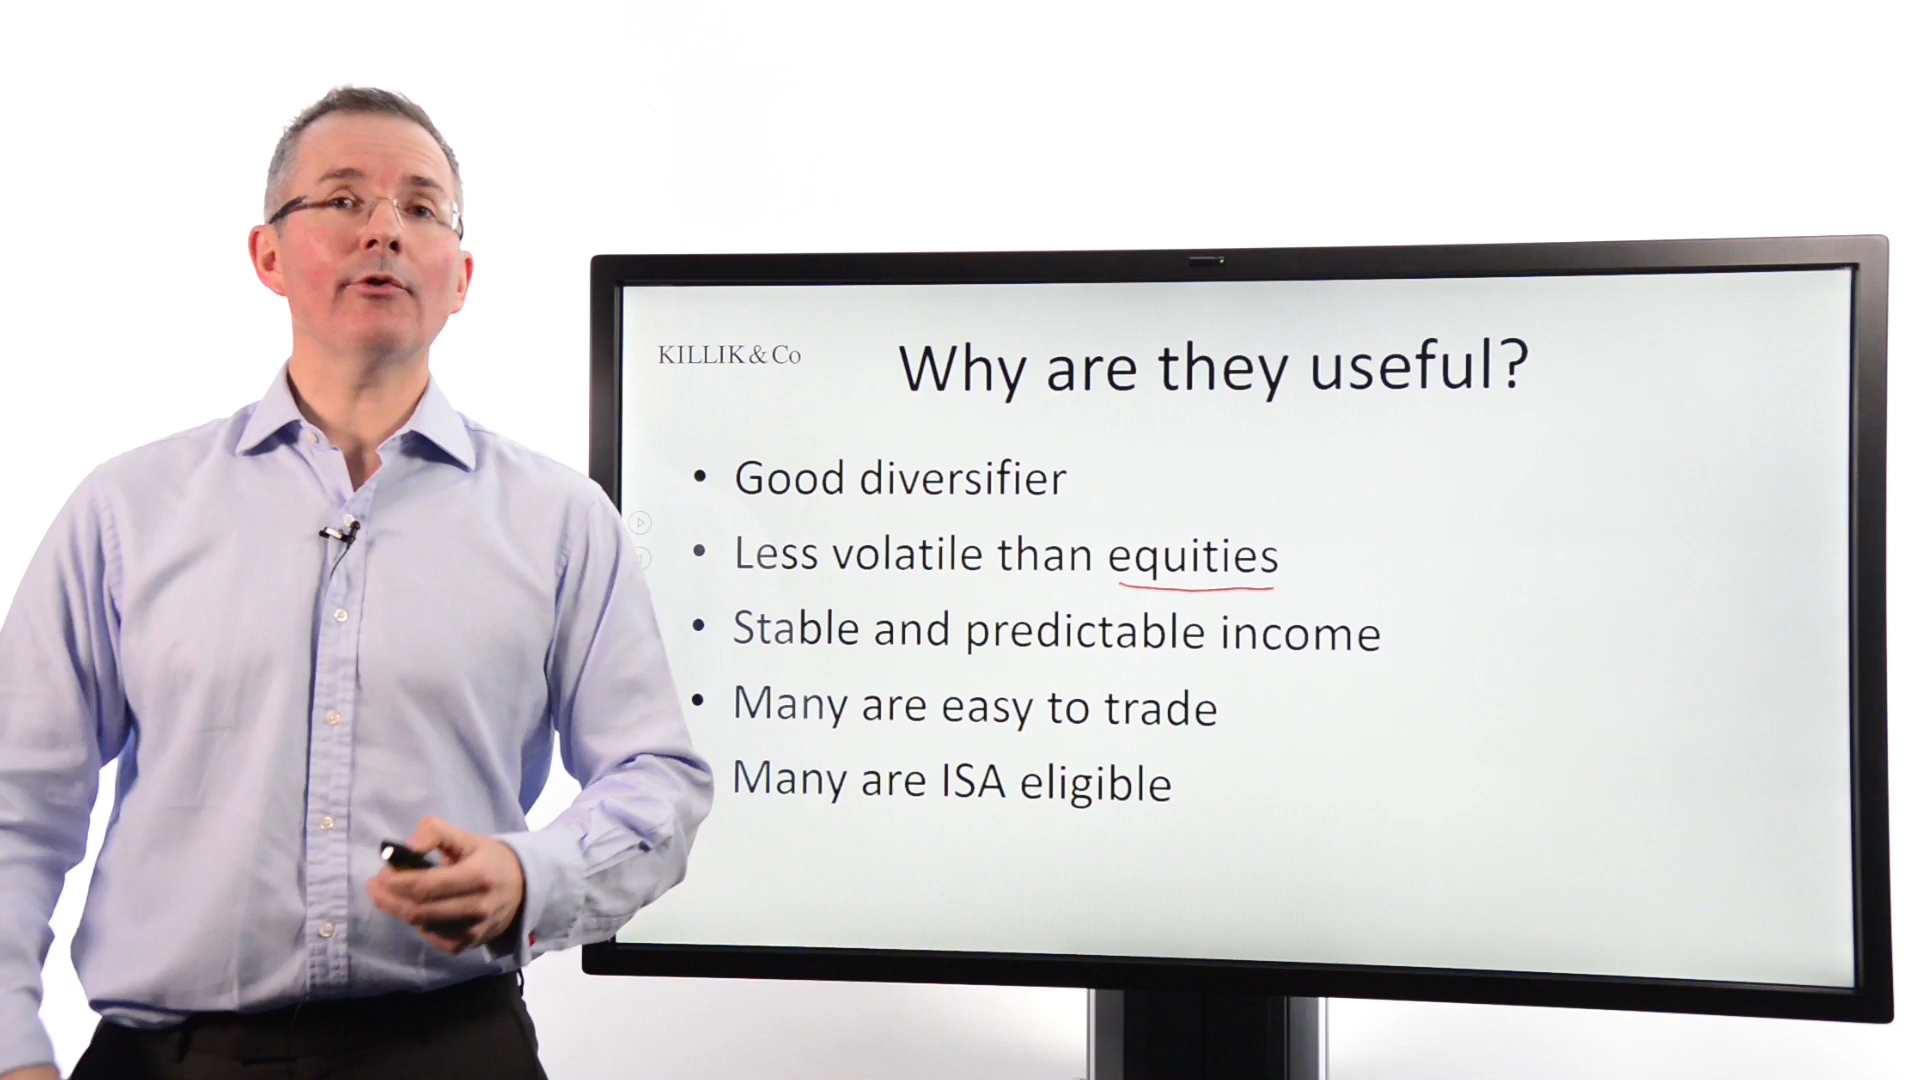 KILLIK & Co
Why are they useful?
• Good diversifier
• Less volatile than equities
• Stable and predictable income
• Many are easy to trade
Many are ISA eligible